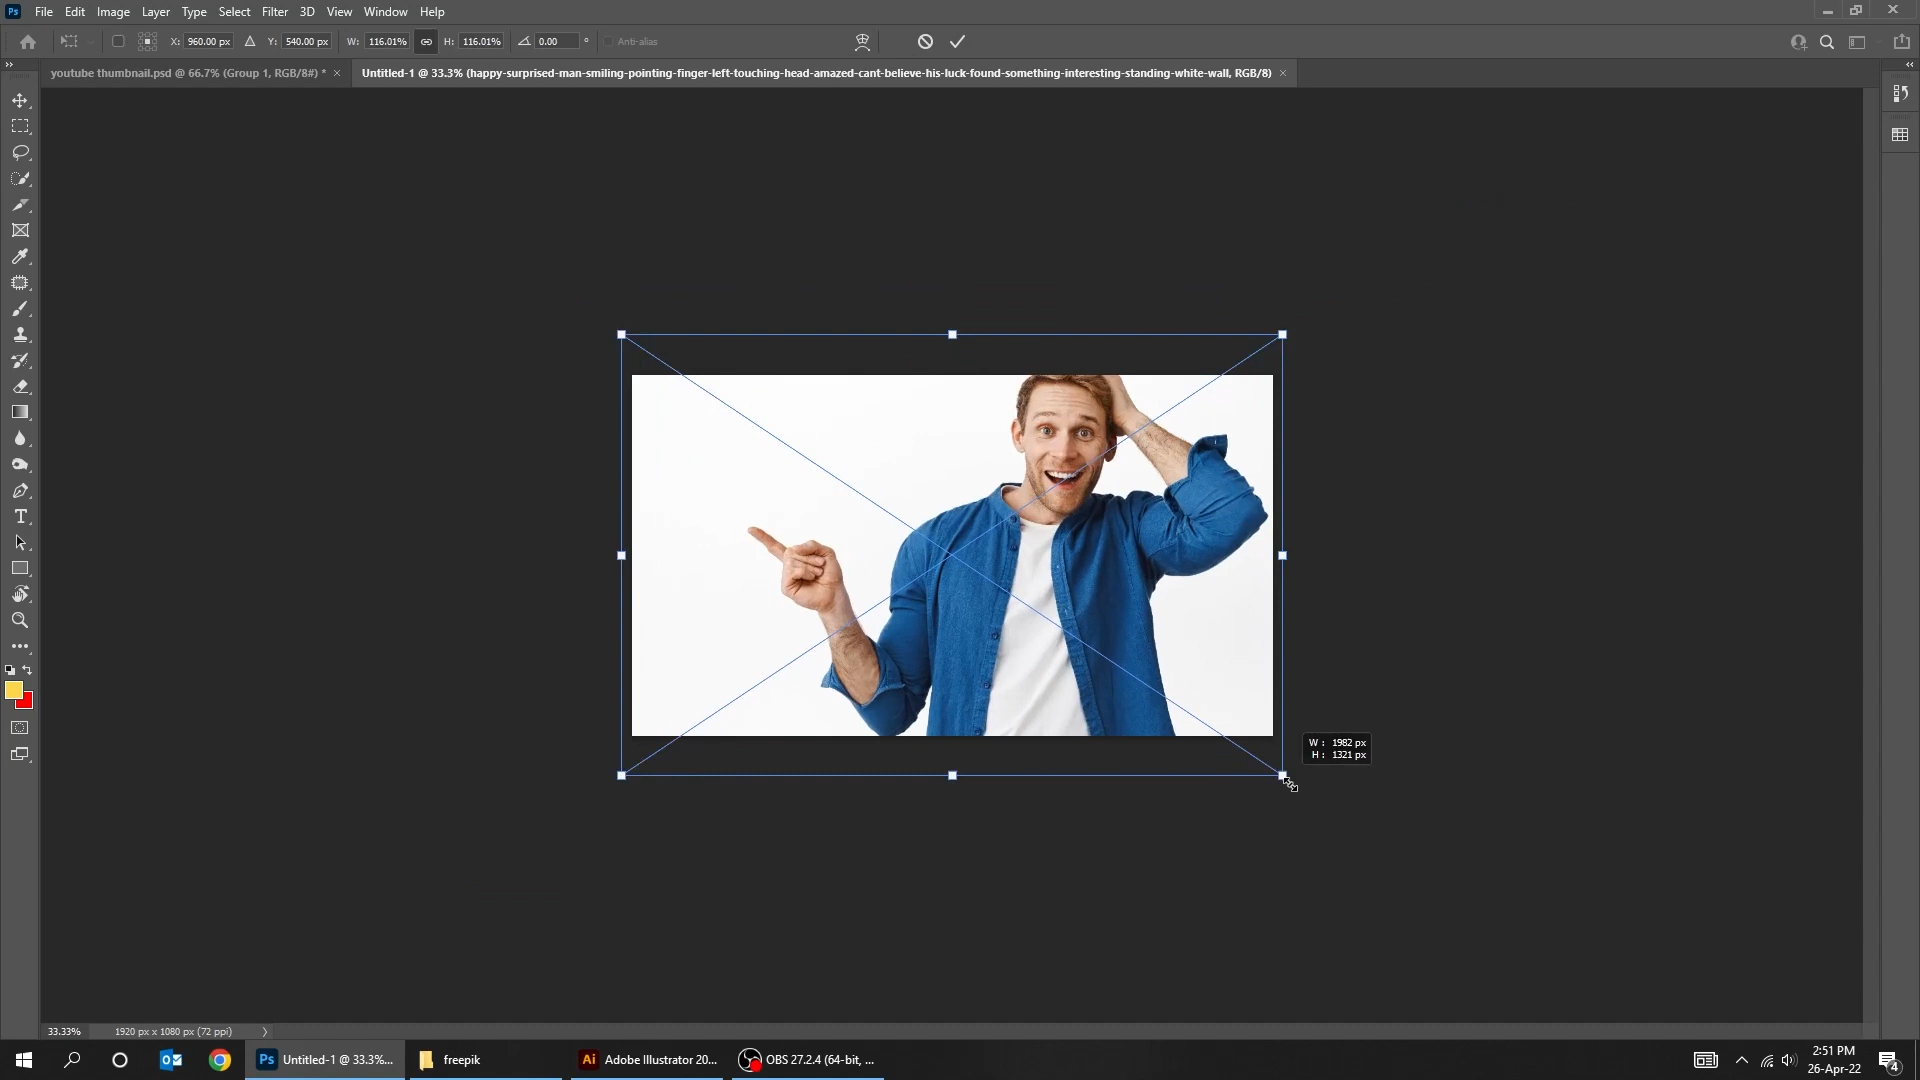 Ps File Edit Image Layer Type Select Filter 3D View Window Help
X: 960.00 px Y: 540.00 px W: 116.01% H: 116.01% 0.00 ° Anti-alias
youtube thumbnail.psd @ 66.7% (Group 1, RGB/8#) * × Untitled-1 @ 33.3% (happy-surprised-man-smiling-pointing-finger-left-touching-head-amazed-cant-believe-his-luck-found-something-interesting-standing-white-wall, RGB/8) ×
W : 1982 px
H : 1321 px
33.33% 1920 px x 1080 px (72 ppi)
Ps Untitled-1 @ 33.3%... freepik Ai Adobe Illustrator 20... OBS 27.2.4 (64-bit, ...
2:51 PM
26-Apr-22
4